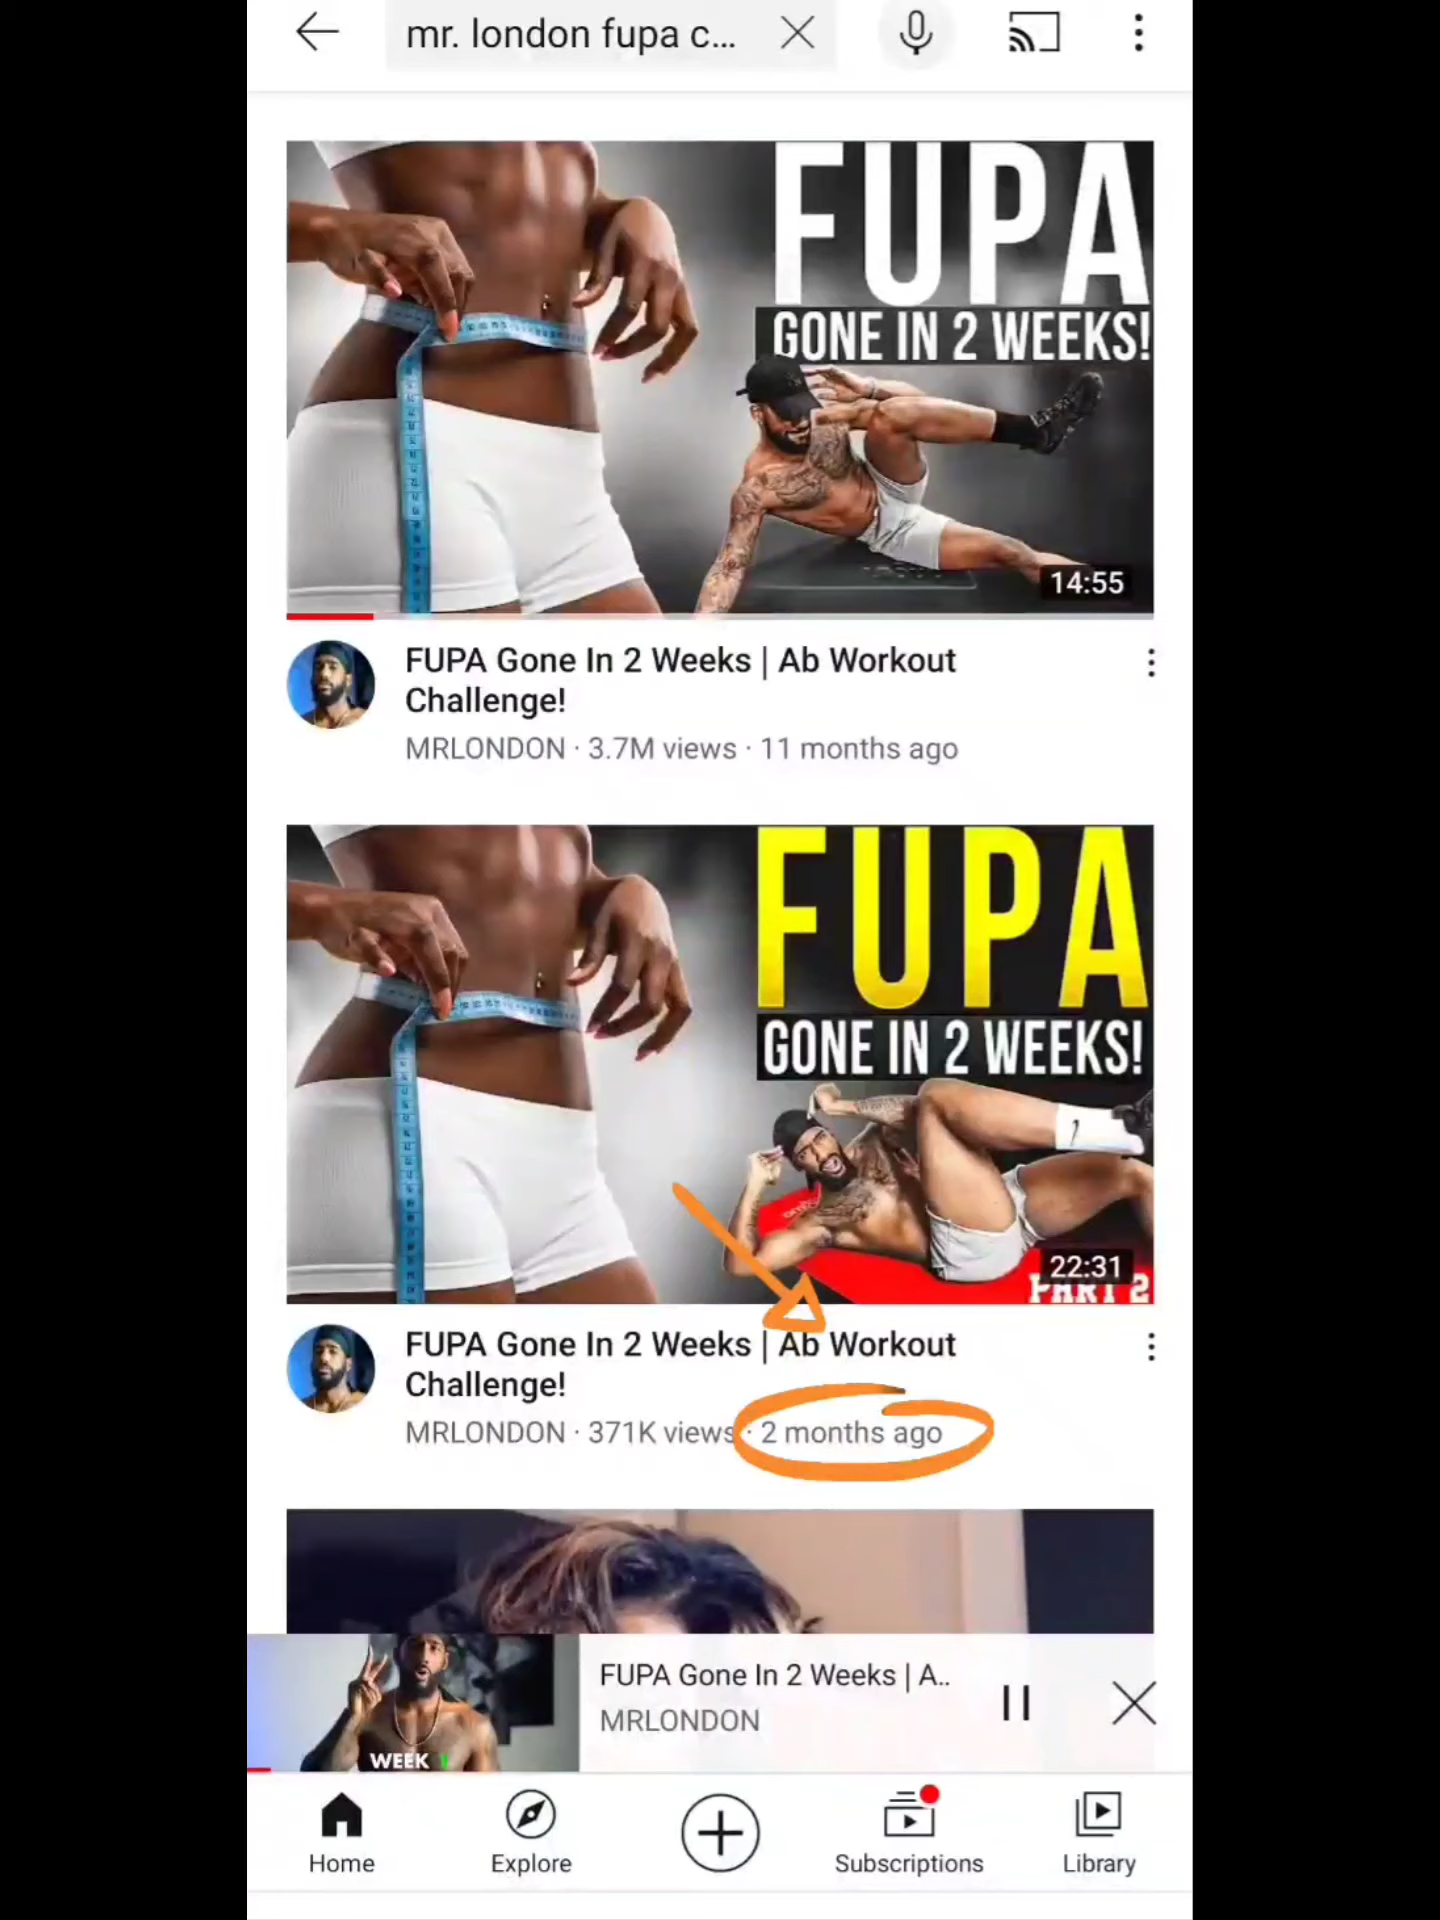 mr. london fupa c...
FUPA
GONE IN 2 WEEKS!
14:55
FUPA Gone In 2 Weeks | Ab Workout
Challenge!
MRLONDON · 3.7M views · 11 months ago
FUPA
GONE IN 2 WEEKS!
22:31
PART 2
FUPA Gone In 2 Weeks | Ab Workout
Challenge!
MRLONDON · 371K views · 2 months ago
FUPA Gone In 2 Weeks | A..
MRLONDON
WEEK
Home
Explore
Subscriptions
Library